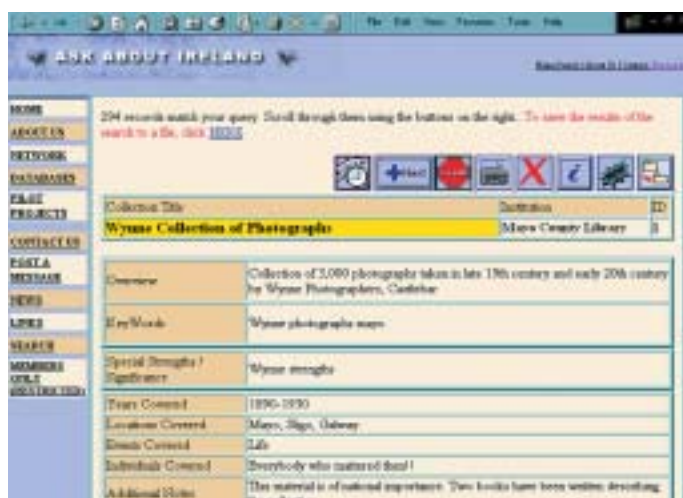 File Edit View Favorites Tools Help
ASK ABOUT IRELAND
HOME
ABOUT US
NETWORK
DATABASES
PILOT
PROJECTS
CONTACT US
POST A
MESSAGE
NEWS
LINKS
SEARCH
MEMBERS
ONLY
(RESTRICTED)
294 records match your query. Scroll through them using the buttons on the right. To save the results of the
search to a file, click HERE
Next
Collection Title Institution ID
Wynne Collection of Photographs Mayo County Library 1
Overview Collection of 3,000 photographs taken in late 19th century and early 20th century
by Wynne Photographers, Castlebar
Key Words Wynne photographs mayo
Special Strengths /
Significance Wynne strengths
Years Covered
Locations Covered Mayo, Sligo, Galway
Events Covered Life
Individuals Covered Everybody who mattered then!!
Additional Notes This material is of national importance. Two books have been written describing